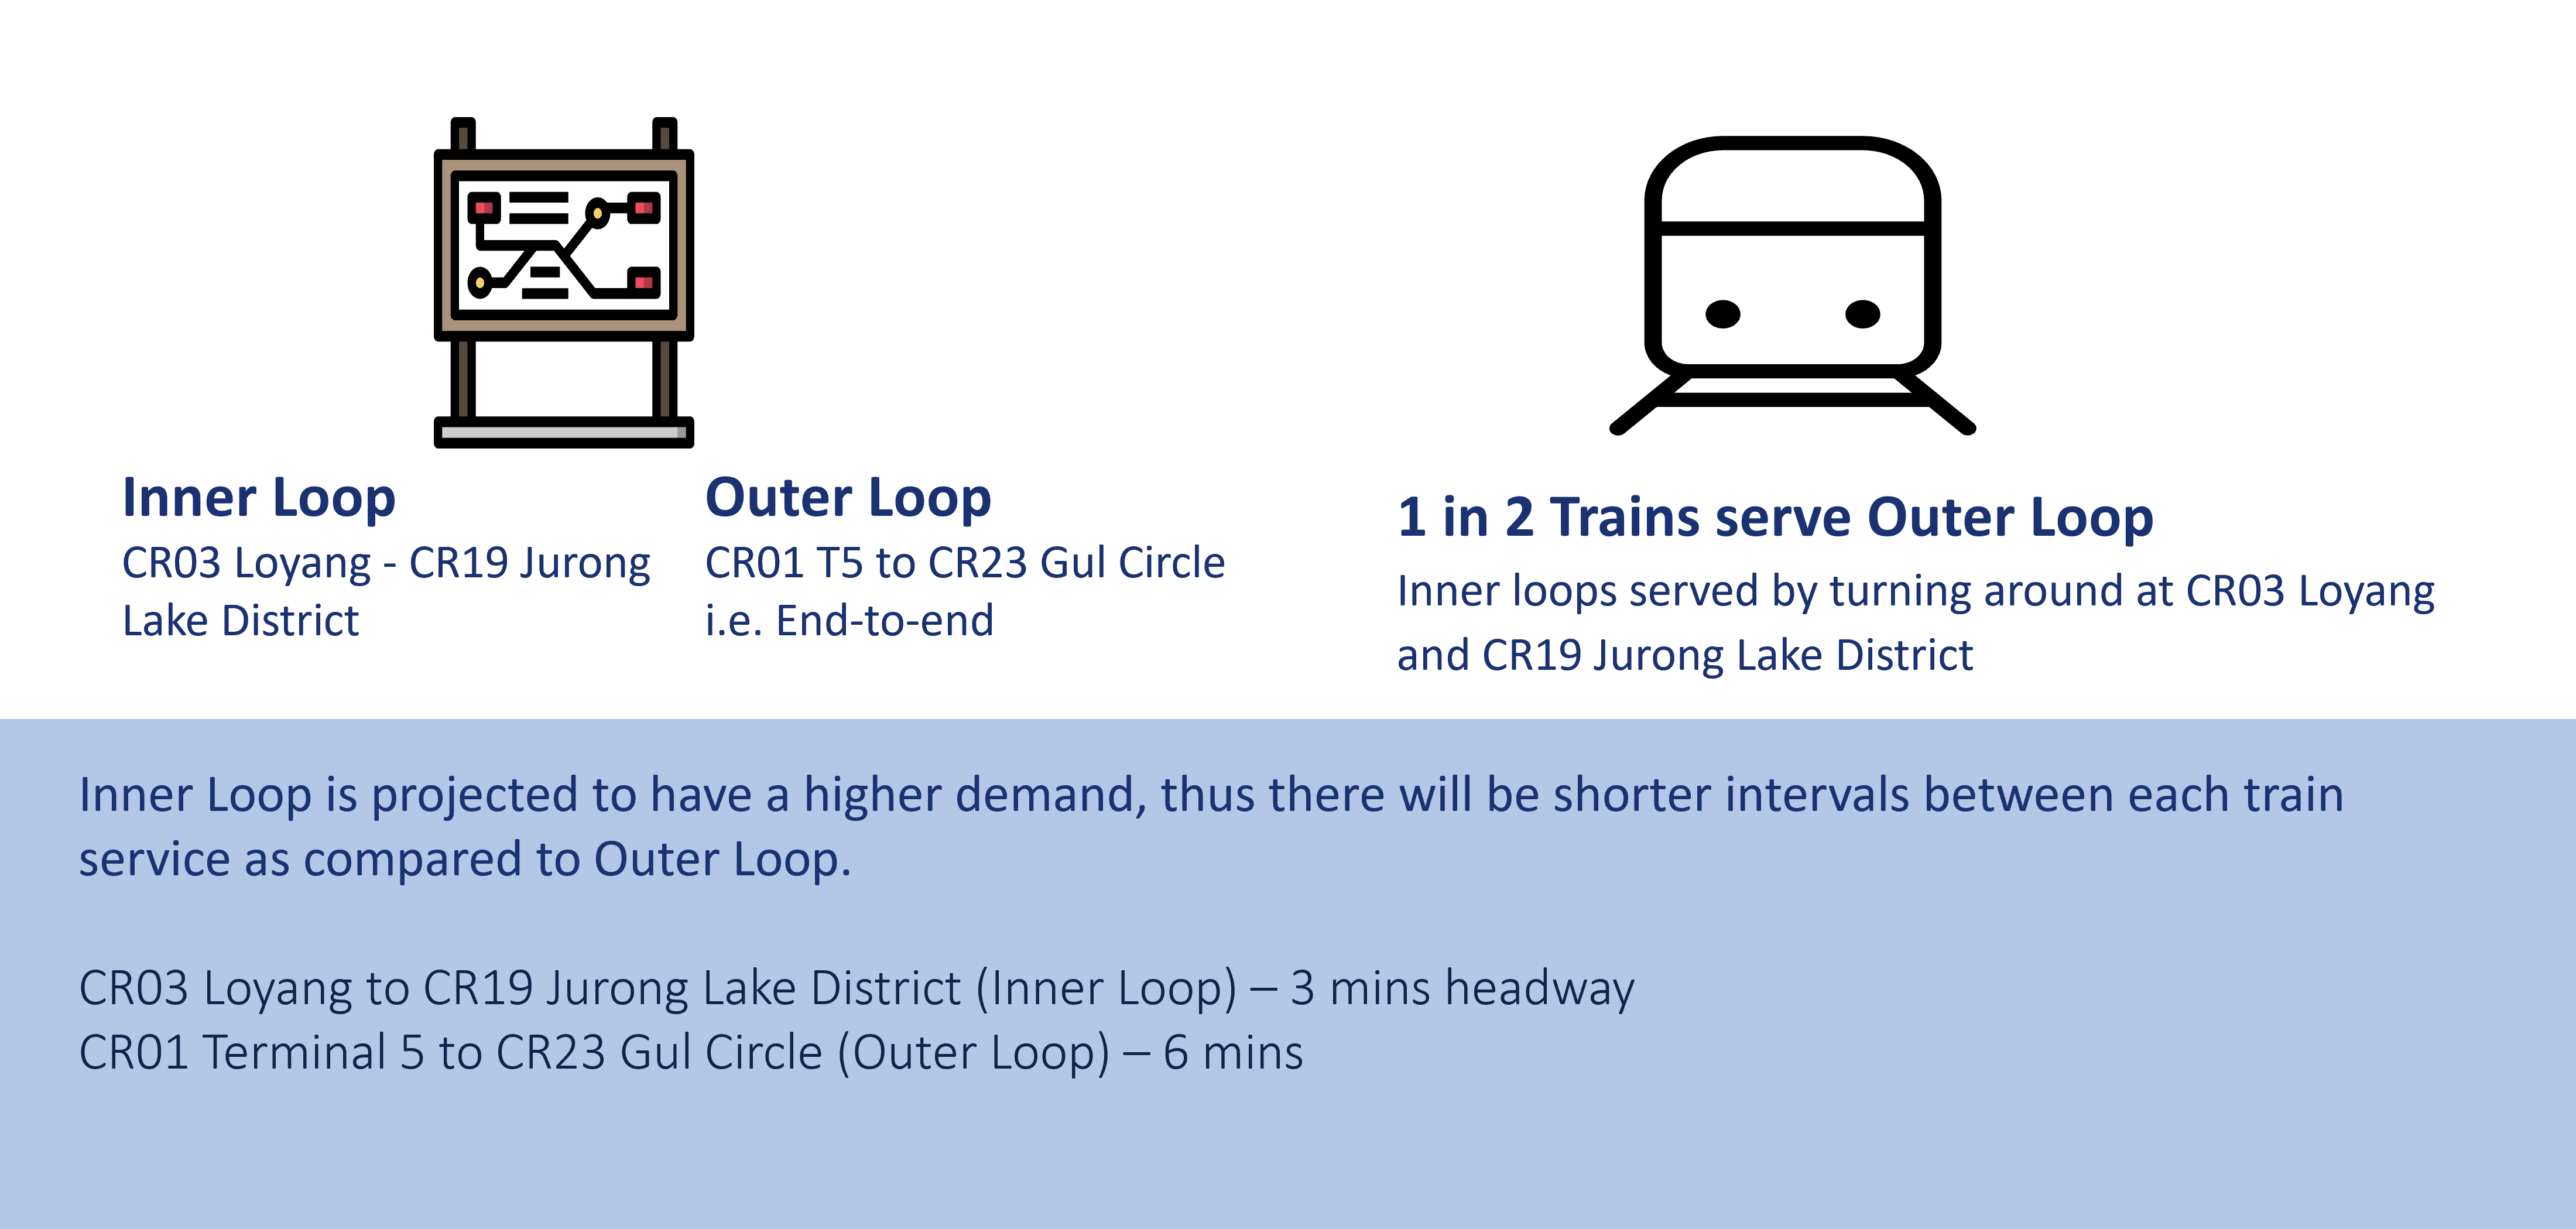 Inner Loop
CR03 Loyang - CR19 Jurong
Lake District
Outer Loop
CR01 T5 to CR23 Gul Circle
i.e. End-to-end
1 in 2 Trains serve Outer Loop
Inner loops served by turning around at CR03 Loyang
and CR19 Jurong Lake District
Inner Loop is projected to have a higher demand, thus there will be shorter intervals between each train
service as compared to Outer Loop.
CR03 Loyang to CR19 Jurong Lake District (Inner Loop) – 3 mins headway
CR01 Terminal 5 to CR23 Gul Circle (Outer Loop) – 6 mins